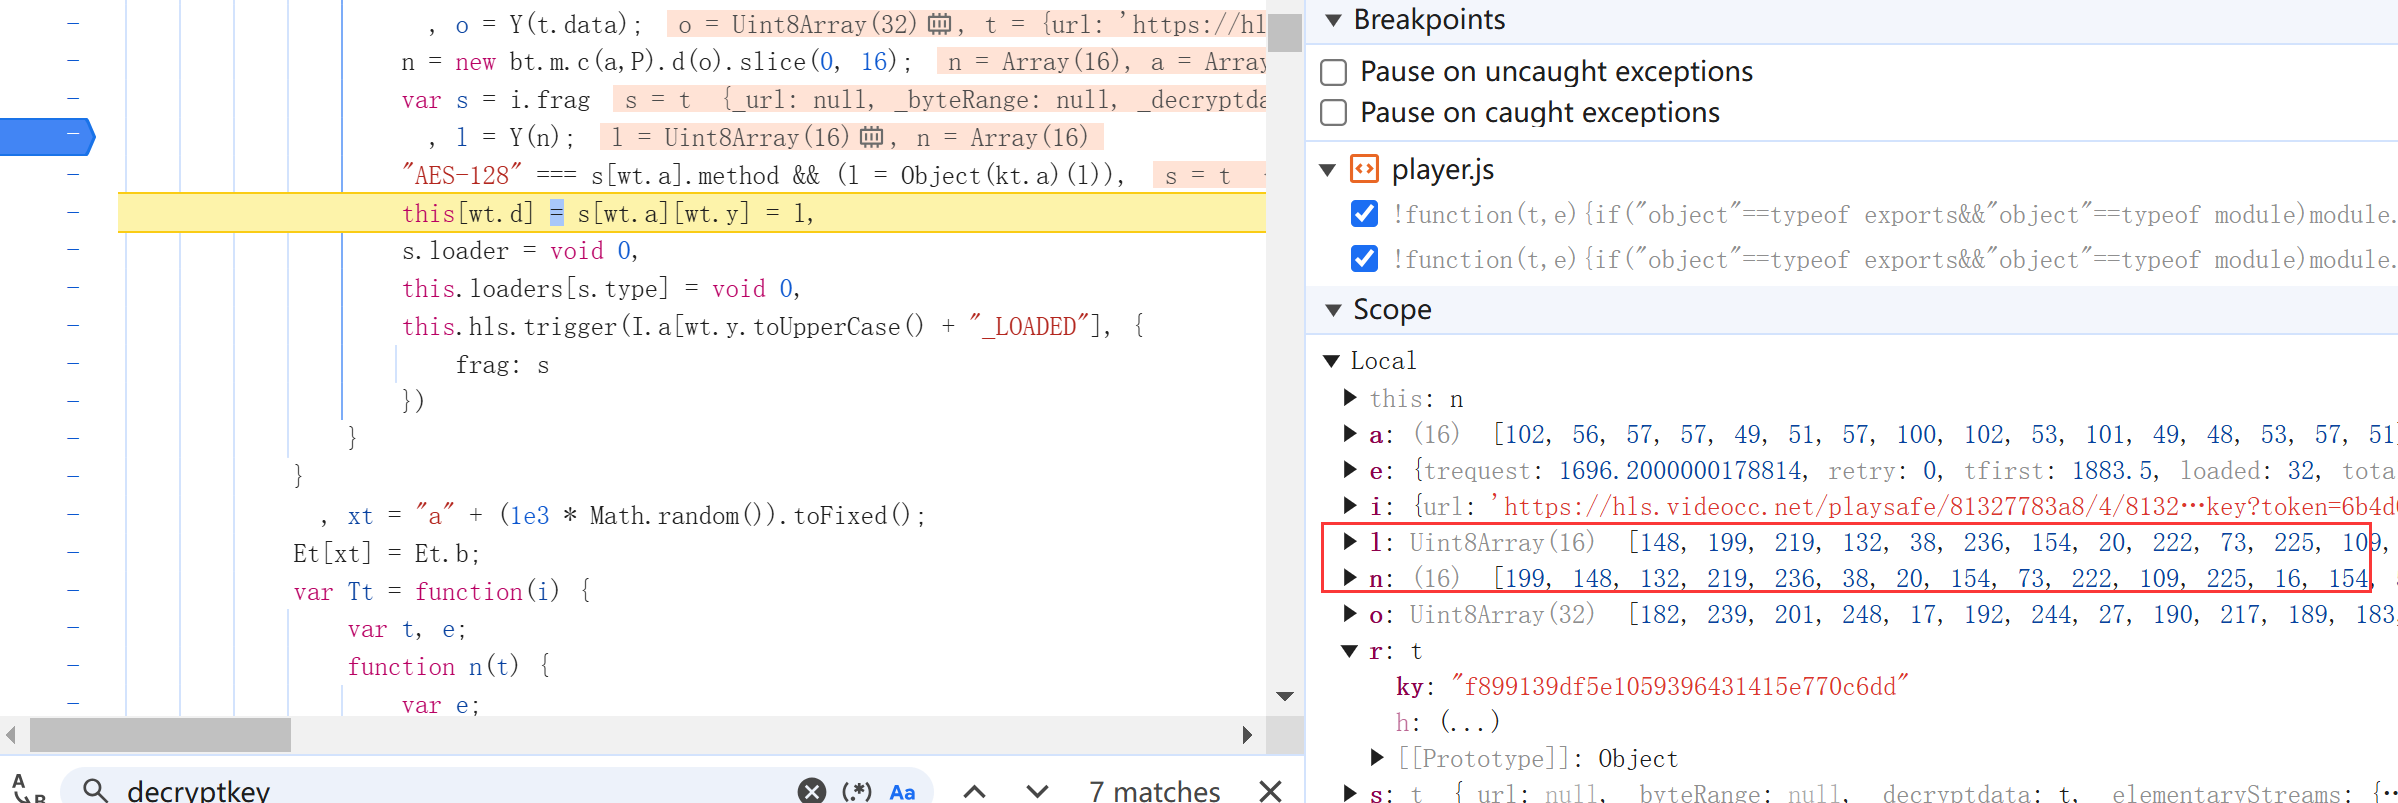 , o = Y(t.data); o = Uint8Array(32), t = {url: 'https://hl
n = new bt.m.c(a,P).d(o).slice(0, 16); n = Array(16), a = Array
var s = i.frag s = t {_url: null, _byteRange: null, _decryptda
, l = Y(n); l = Uint8Array(16), n = Array(16)
"AES-128" === s[wt.a].method && (l = Object(kt.a)(l)), s = t
this[wt.d] = s[wt.a][wt.y] = l,
s.loader = void 0,
this.loaders[s.type] = void 0,
this.hls.trigger(I.a[wt.y.toUpperCase() + "_LOADED"], {
frag: s
})
}
}
, xt = "a" + (1e3 * Math.random()).toFixed();
Et[xt] = Et.b;
var Tt = function(i) {
var t, e;
function n(t) {
var e;
decryptkey
(.*)
Aa
7 matches
Breakpoints
Pause on uncaught exceptions
Pause on caught exceptions
player.js
!function(t,e){if("object"==typeof exports&&"object"==typeof module)module.
!function(t,e){if("object"==typeof exports&&"object"==typeof module)module.
Scope
Local
this: n
a: (16) [102, 56, 57, 57, 49, 51, 57, 100, 102, 53, 101, 49, 48, 53, 57, 51
e: {trequest: 1696.2000000178814, retry: 0, tfirst: 1883.5, loaded: 32, tota
i: {url: 'https://hls.videocc.net/playsafe/81327783a8/4/8132…key?token=6b4d
l: Uint8Array(16) [148, 199, 219, 132, 38, 236, 154, 20, 222, 73, 225, 109,
n: (16) [199, 148, 132, 219, 236, 38, 20, 154, 73, 222, 109, 225, 16, 154,
o: Uint8Array(32) [182, 239, 201, 248, 17, 192, 244, 27, 190, 217, 189, 183,
r: t
ky: "f899139df5e1059396431415e770c6dd"
h: (...)
[[Prototype]]: Object
s: t {_url: null, _byteRange: null, _decryptdata: t, elementaryStreams: {…